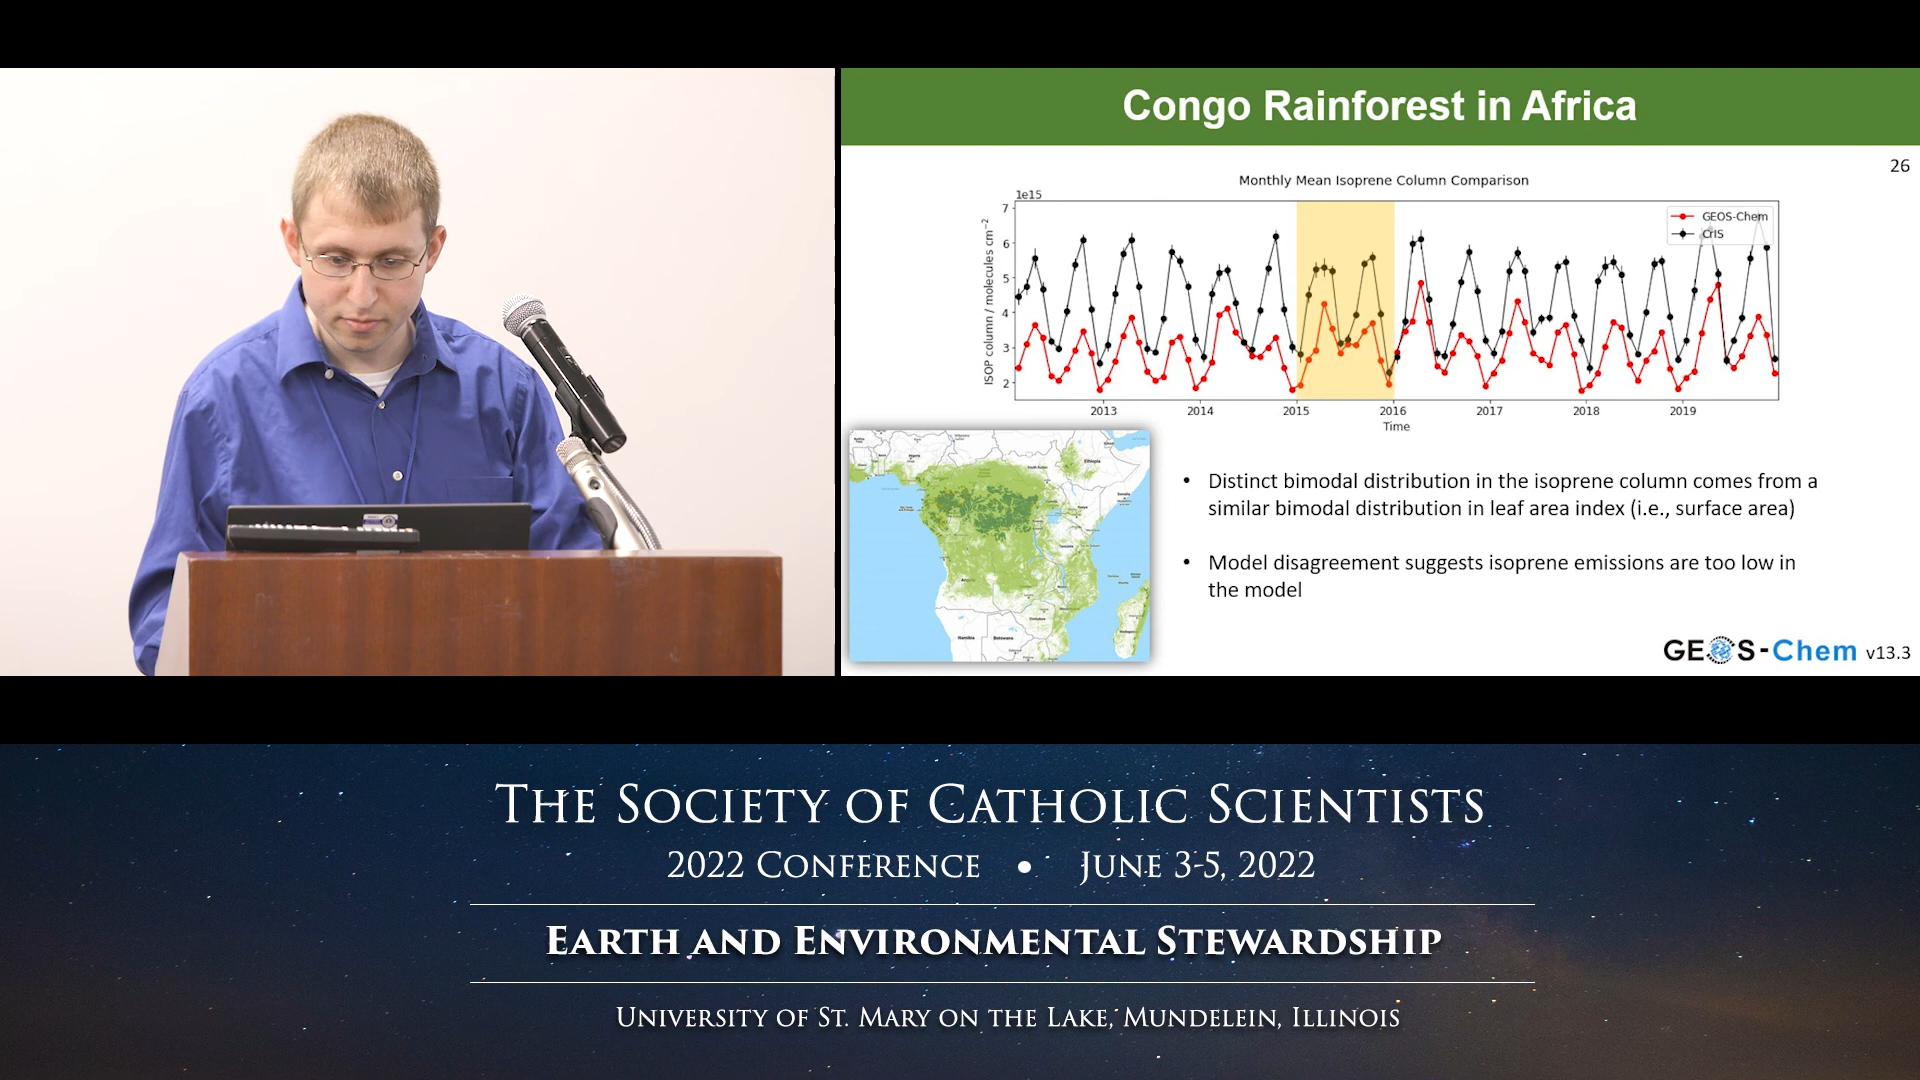 Congo Rainforest in Africa
26
Monthly Mean Isoprene Column Comparison
1e15
7
6
5
4
3
2
ISOP column / molecules cm⁻²
GEOS-Chem
CrIS
2013 2014 2015 2016 2017 2018 2019
Time
• Distinct bimodal distribution in the isoprene column comes from a
similar bimodal distribution in leaf area index (i.e., surface area)
• Model disagreement suggests isoprene emissions are too low in
the model
Ethiopia
Angola
Namibia
Botswana
GEOS-Chem v13.3
THE SOCIETY OF CATHOLIC SCIENTISTS
2022 CONFERENCE • JUNE 3-5, 2022
EARTH AND ENVIRONMENTAL STEWARDSHIP
UNIVERSITY OF ST. MARY ON THE LAKE, MUNDELEIN, ILLINOIS